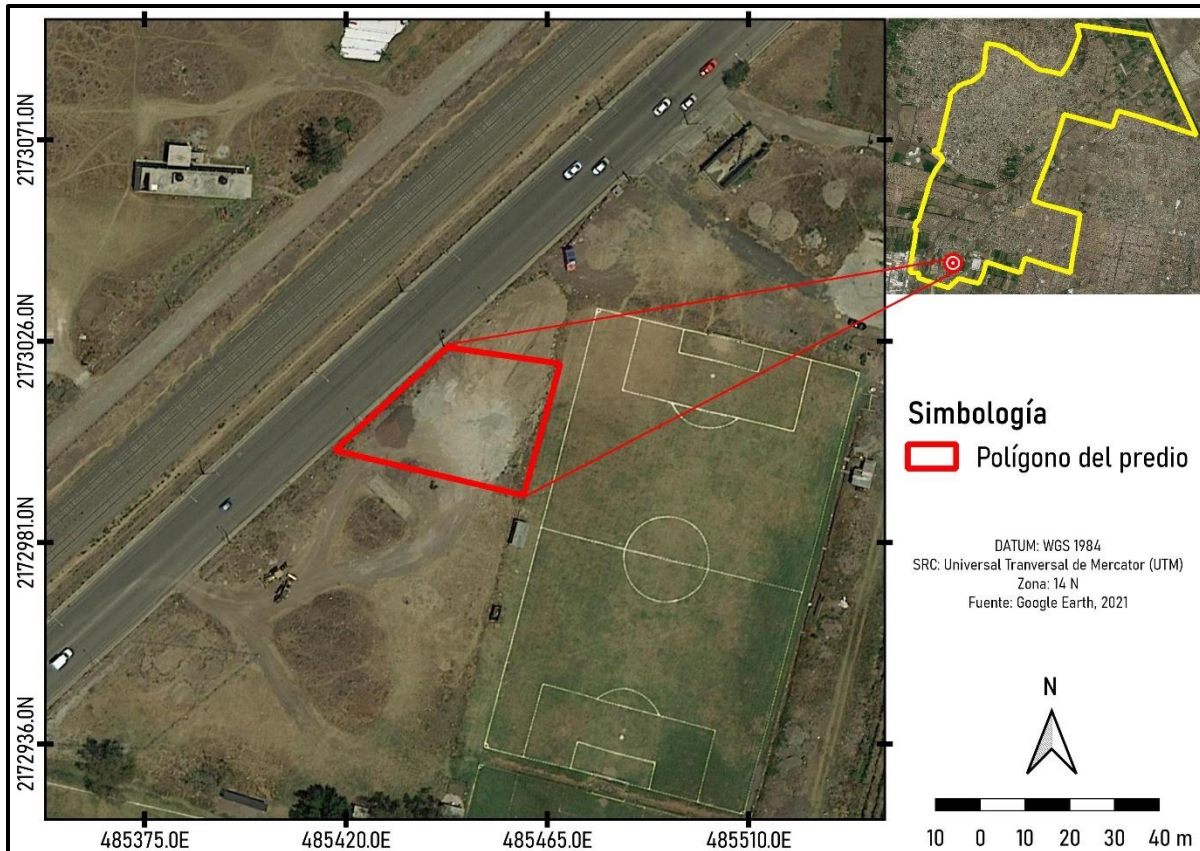 2173071.0N
2173026.0N
2172981.0N
2172936.0N
485375.0E
485420.0E
485465.0E
485510.0E
Simbología
Polígono del predio
DATUM: WGS 1984
SRC: Universal Tranversal de Mercator (UTM)
Zona: 14 N
Fuente: Google Earth, 2021
N
10 0 10 20 30 40 m